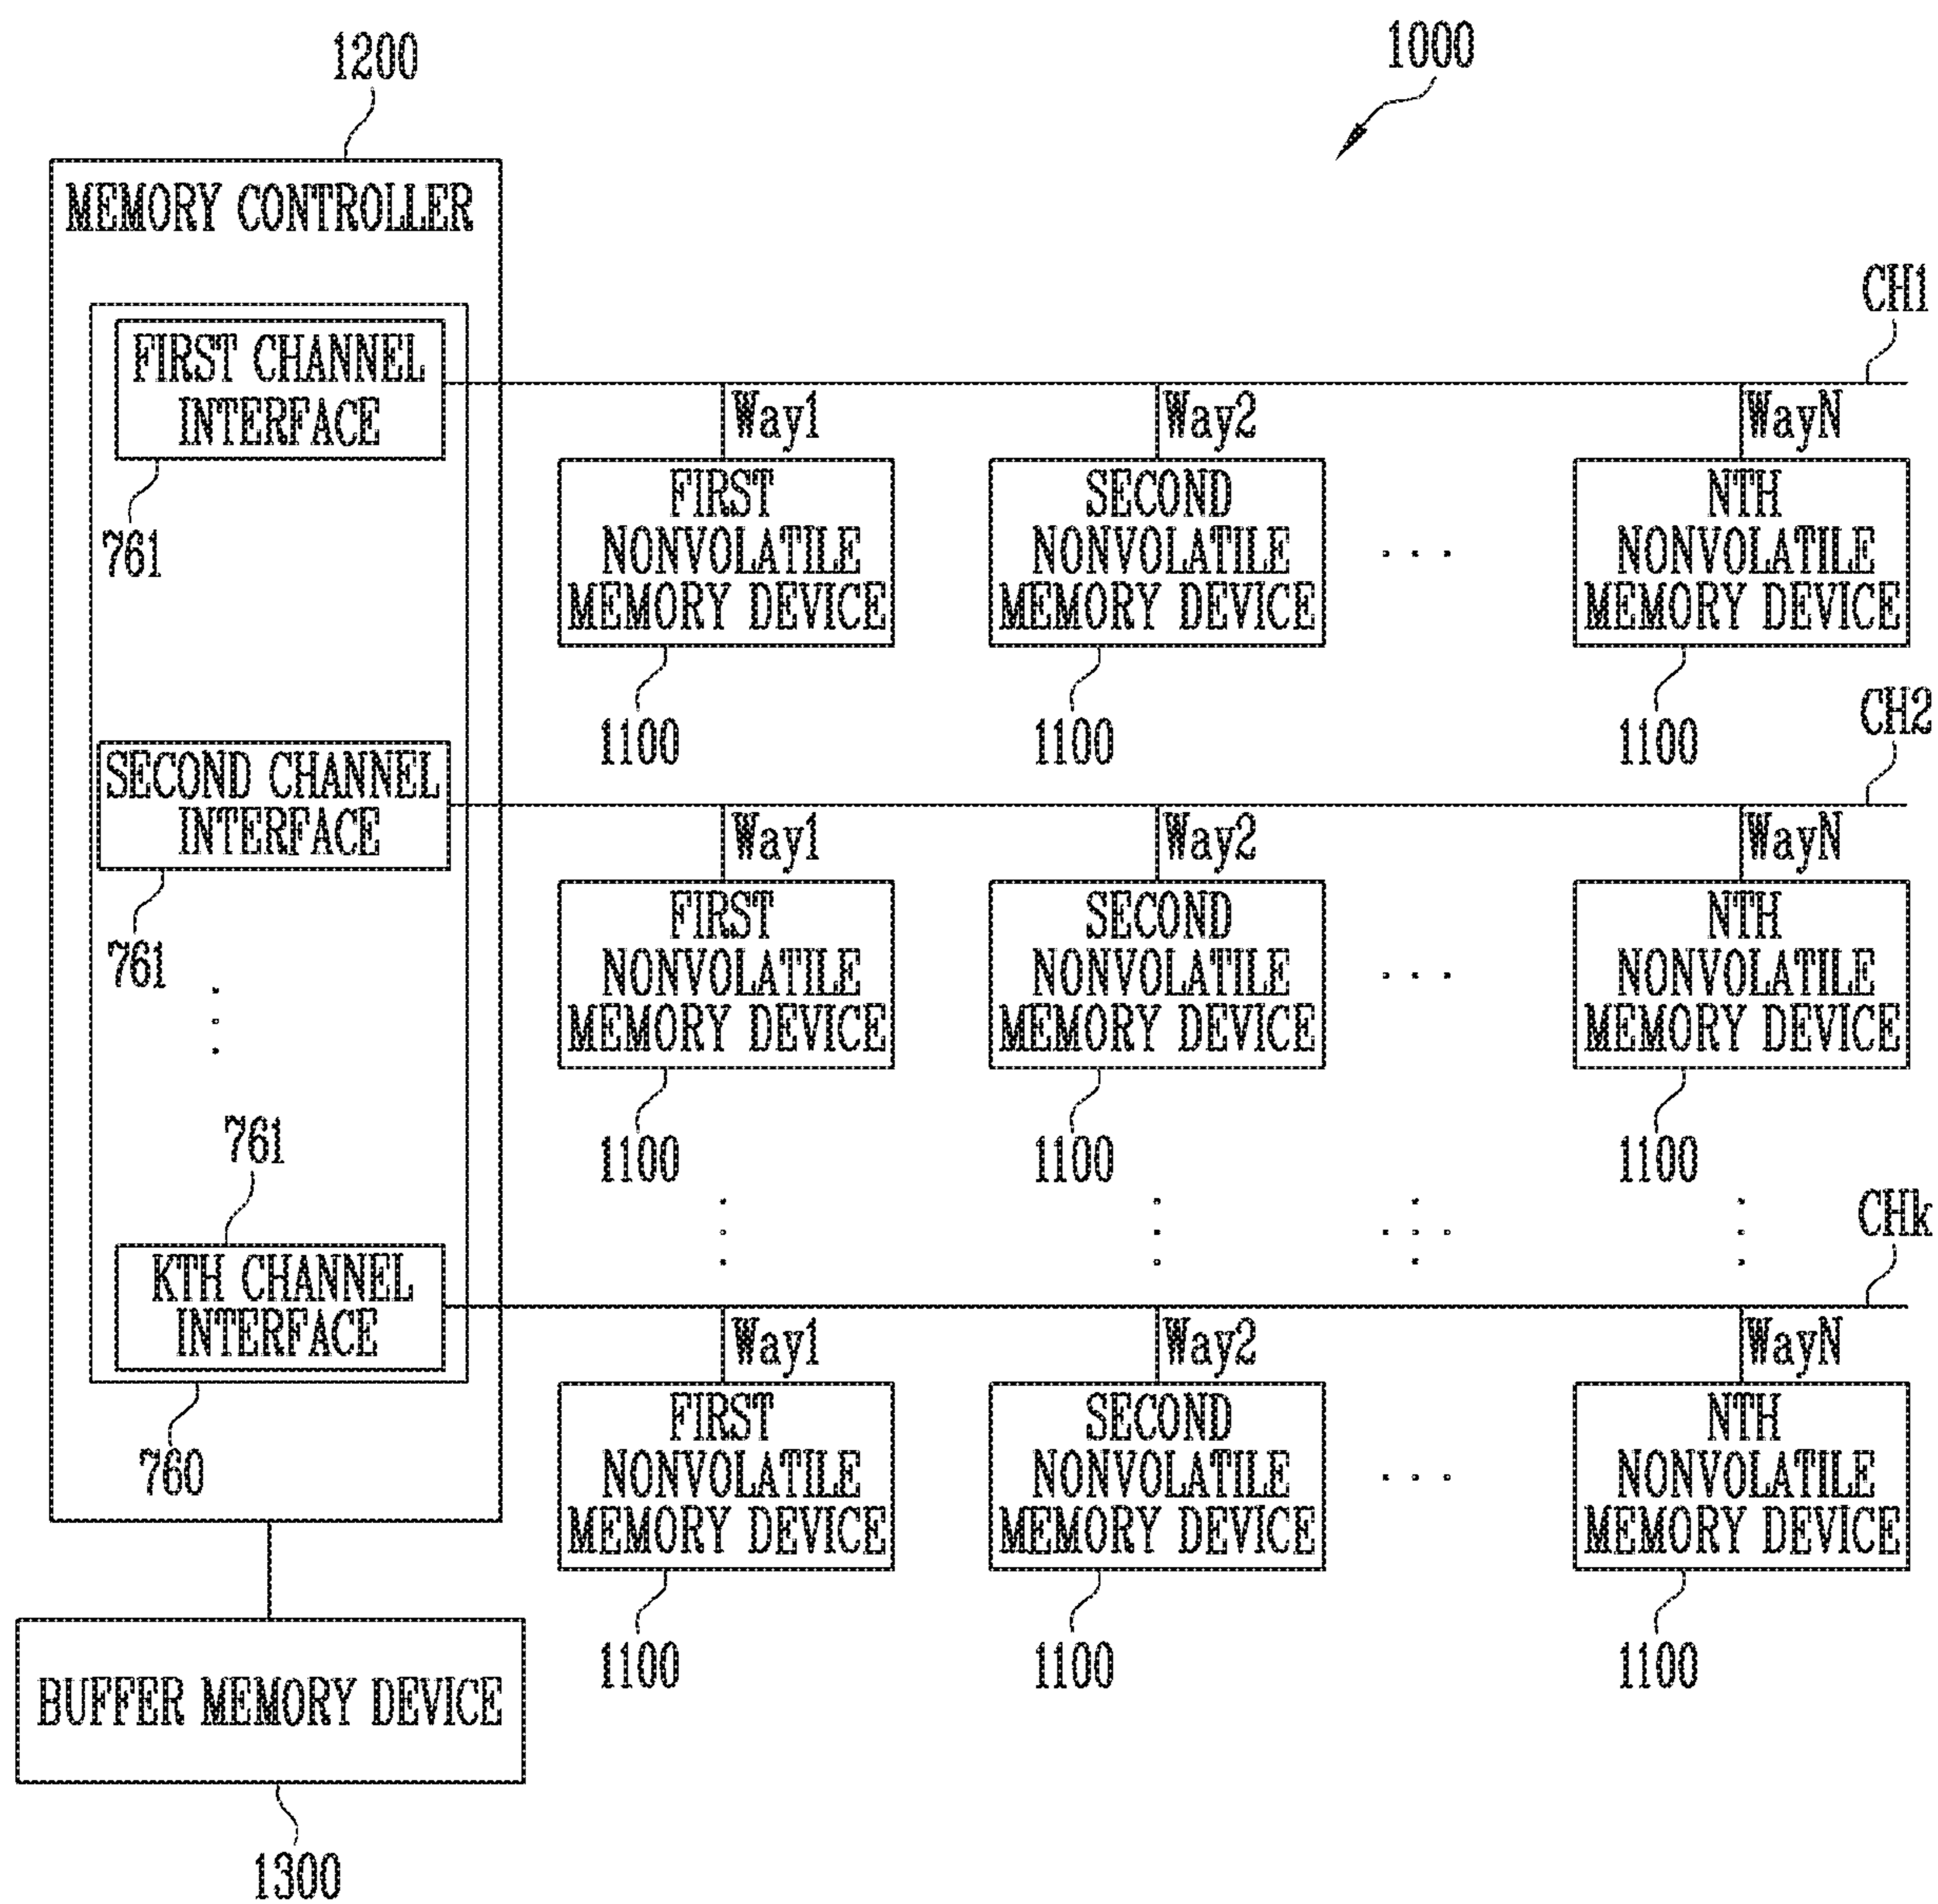 1200
1000
MEMORY CONTROLLER
CH1
FIRST CHANNEL
INTERFACE
761
Way1
Way2
WayN
FIRST
NONVOLATILE
MEMORY DEVICE
SECOND
NONVOLATILE
MEMORY DEVICE
. . .
NTH
NONVOLATILE
MEMORY DEVICE
1100
1100
1100
CH2
SECOND CHANNEL
INTERFACE
761
Way1
Way2
WayN
FIRST
NONVOLATILE
MEMORY DEVICE
SECOND
NONVOLATILE
MEMORY DEVICE
. . .
NTH
NONVOLATILE
MEMORY DEVICE
1100
1100
1100
CHk
761
KTH CHANNEL
INTERFACE
760
Way1
Way2
WayN
FIRST
NONVOLATILE
MEMORY DEVICE
SECOND
NONVOLATILE
MEMORY DEVICE
. . .
NTH
NONVOLATILE
MEMORY DEVICE
1100
1100
1100
BUFFER MEMORY DEVICE
1300